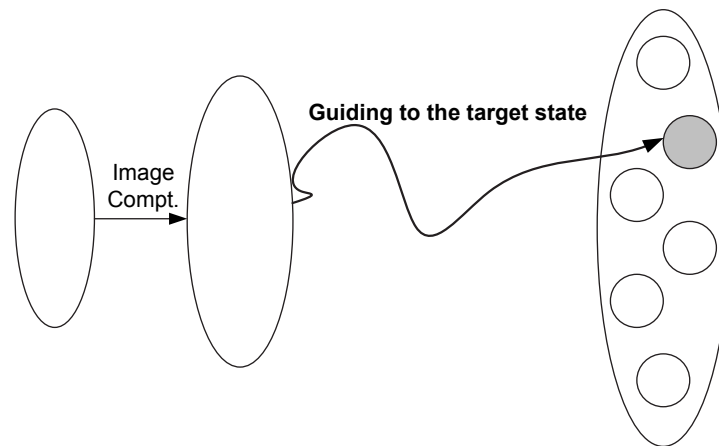 Guiding to the target state
Image
Compt.